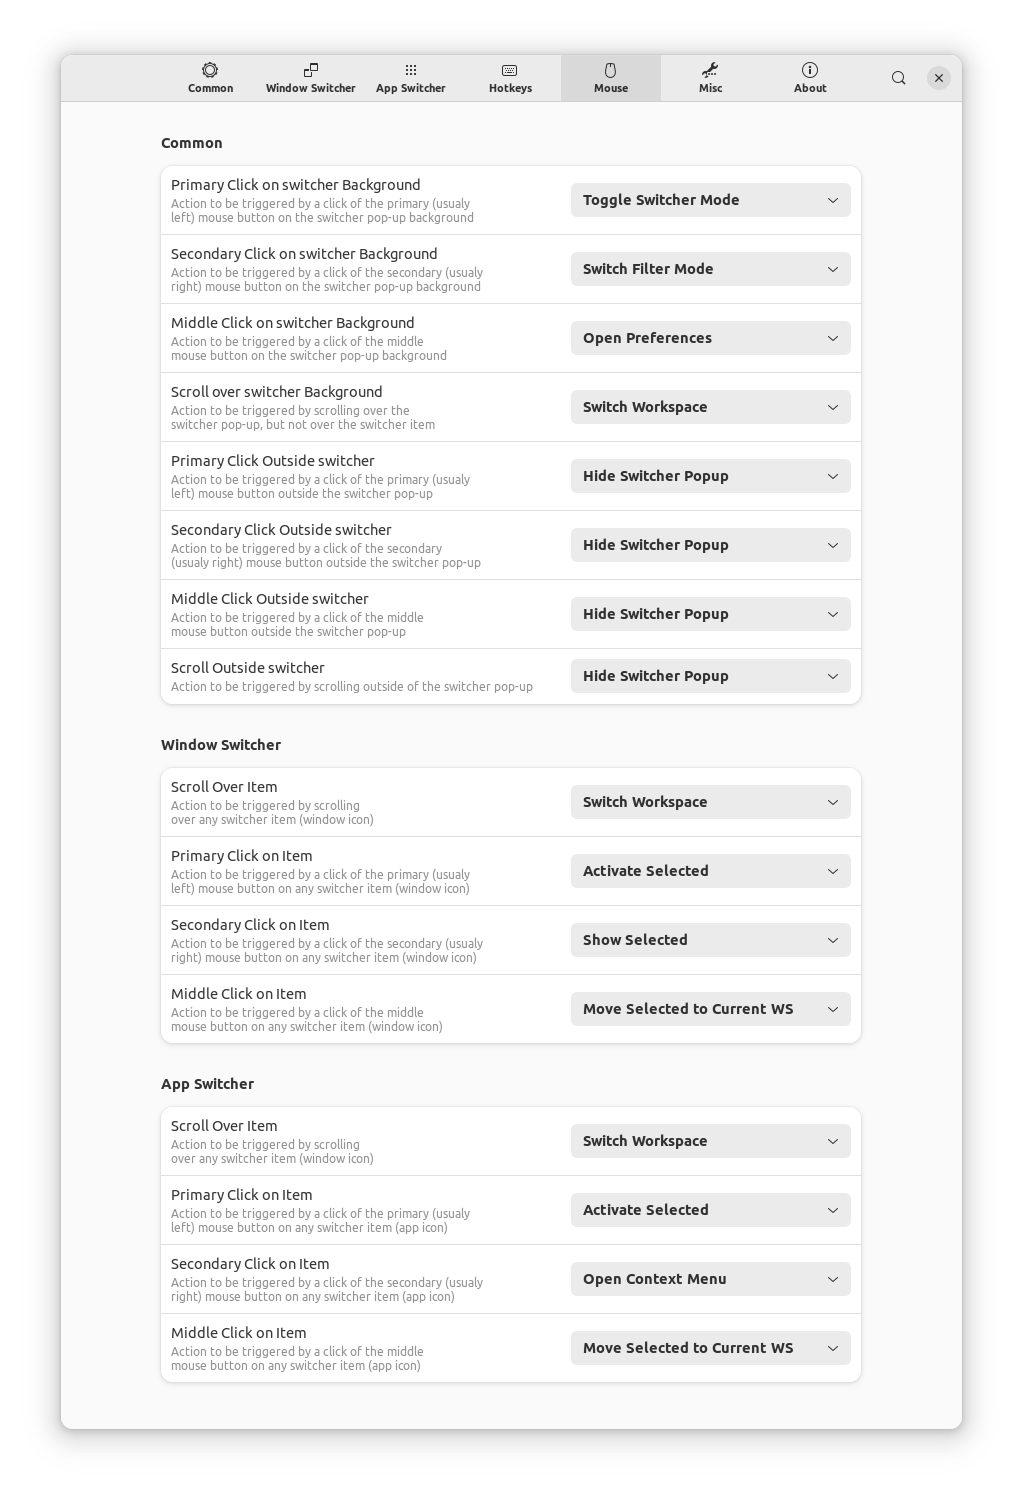 Common
Window Switcher
App Switcher
Hotkeys
Mouse
Misc
About
Common
Primary Click on switcher Background
Action to be triggered by a click of the primary (usualy
left) mouse button on the switcher pop-up background
Toggle Switcher Mode
Secondary Click on switcher Background
Action to be triggered by a click of the secondary (usualy
right) mouse button on the switcher pop-up background
Switch Filter Mode
Middle Click on switcher Background
Action to be triggered by a click of the middle
mouse button on the switcher pop-up background
Open Preferences
Scroll over switcher Background
Action to be triggered by scrolling over the
switcher pop-up, but not over the switcher item
Switch Workspace
Primary Click Outside switcher
Action to be triggered by a click of the primary (usualy
left) mouse button outside the switcher pop-up
Hide Switcher Popup
Secondary Click Outside switcher
Action to be triggered by a click of the secondary
(usualy right) mouse button outside the switcher pop-up
Hide Switcher Popup
Middle Click Outside switcher
Action to be triggered by a click of the middle
mouse button outside the switcher pop-up
Hide Switcher Popup
Scroll Outside switcher
Action to be triggered by scrolling outside of the switcher pop-up
Hide Switcher Popup
Window Switcher
Scroll Over Item
Action to be triggered by scrolling
over any switcher item (window icon)
Switch Workspace
Primary Click on Item
Action to be triggered by a click of the primary (usualy
left) mouse button on any switcher item (window icon)
Activate Selected
Secondary Click on Item
Action to be triggered by a click of the secondary (usualy
right) mouse button on any switcher item (window icon)
Show Selected
Middle Click on Item
Action to be triggered by a click of the middle
mouse button on any switcher item (window icon)
Move Selected to Current WS
App Switcher
Scroll Over Item
Action to be triggered by scrolling
over any switcher item (window icon)
Switch Workspace
Primary Click on Item
Action to be triggered by a click of the primary (usualy
left) mouse button on any switcher item (app icon)
Activate Selected
Secondary Click on Item
Action to be triggered by a click of the secondary (usualy
right) mouse button on any switcher item (app icon)
Open Context Menu
Middle Click on Item
Action to be triggered by a click of the middle
mouse button on any switcher item (app icon)
Move Selected to Current WS